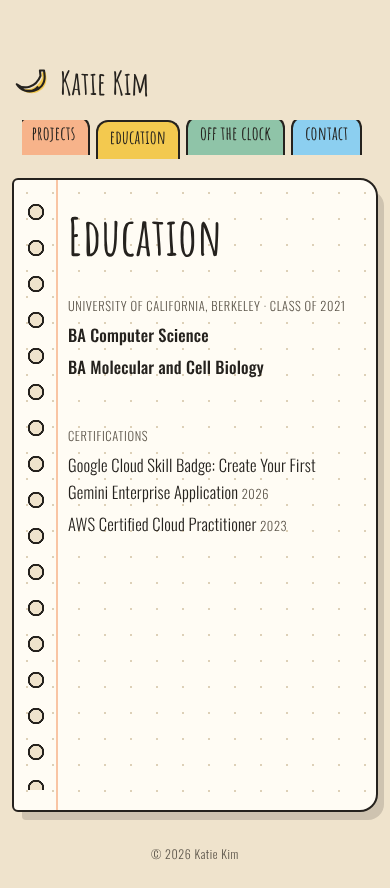 Katie Kim
PROJECTS
EDUCATION
OFF THE CLOCK
CONTACT
Education
UNIVERSITY OF CALIFORNIA, BERKELEY · CLASS OF 2021
BA Computer Science
BA Molecular and Cell Biology
CERTIFICATIONS
Google Cloud Skill Badge: Create Your First
Gemini Enterprise Application 2026
AWS Certified Cloud Practitioner 2023
© 2026 Katie Kim